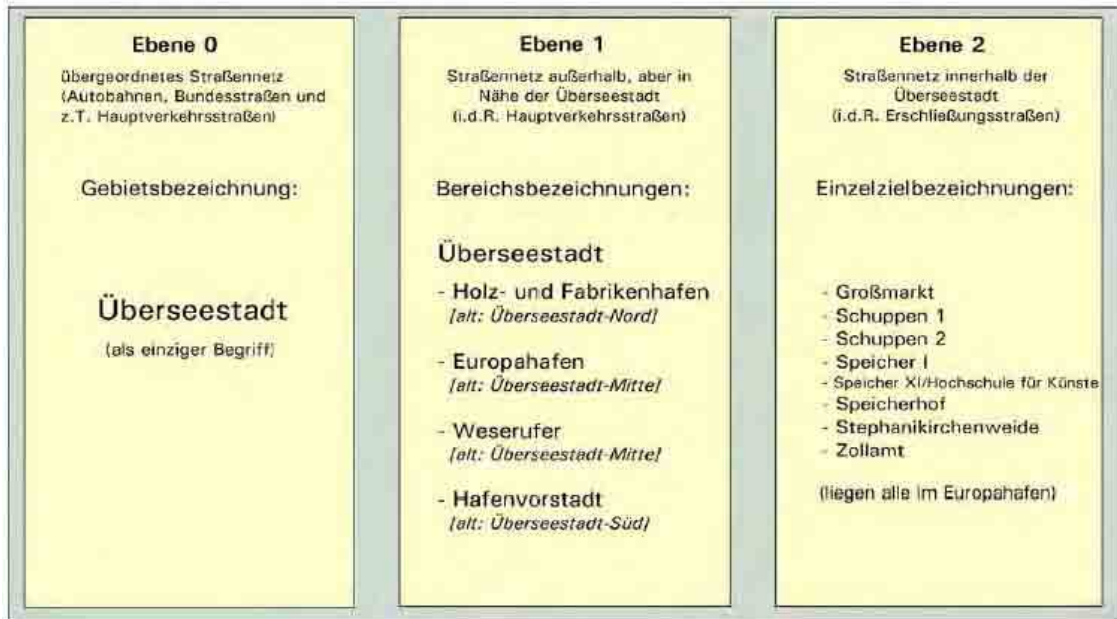 Ebene 0
übergeordnetes Straßennetz
(Autobahnen, Bundesstraßen und
z.T. Hauptverkehrsstraßen)
Gebietsbezeichnung:
Überseestadt
(als einziger Begriff)
Ebene 1
Straßennetz außerhalb, aber in
Nähe der Überseestadt
(i.d.R. Hauptverkehrsstraßen)
Bereichsbezeichnungen:
Überseestadt
- Holz- und Fabrikenhafen
[alt: Überseestadt-Nord]
- Europahafen
[alt: Überseestadt-Mitte]
- Weserufer
[alt: Überseestadt-Mitte]
- Hafenvorstadt
[alt: Überseestadt-Süd]
Ebene 2
Straßennetz innerhalb der
Überseestadt
(i.d.R. Erschließungsstraßen)
Einzelzielbezeichnungen:
- Großmarkt
- Schuppen 1
- Schuppen 2
- Speicher I
- Speicher XI/Hochschule für Künste
- Speicherhof
- Stephanikirchenweide
- Zollamt
(liegen alle im Europahafen)